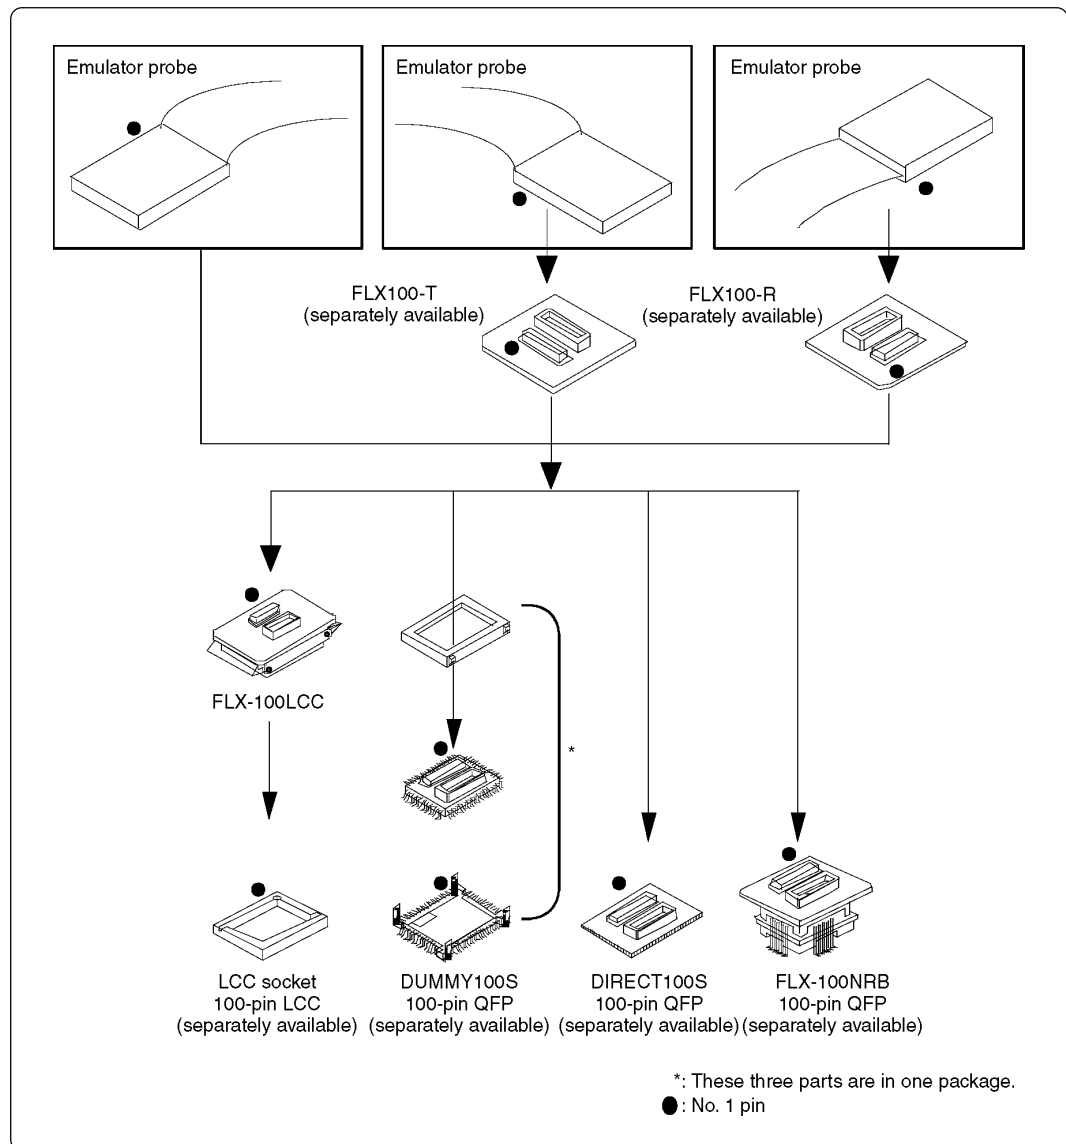 Emulator probe
Emulator probe
Emulator probe
FLX100-T
(separately available)
FLX100-R
(separately available)
FLX-100LCC
*
LCC socket
100-pin LCC
(separately available)
DUMMY100S
100-pin QFP
(separately available)
DIRECT100S
100-pin QFP
(separately available)
FLX-100NRB
100-pin QFP
(separately available)
*: These three parts are in one package.
: No. 1 pin